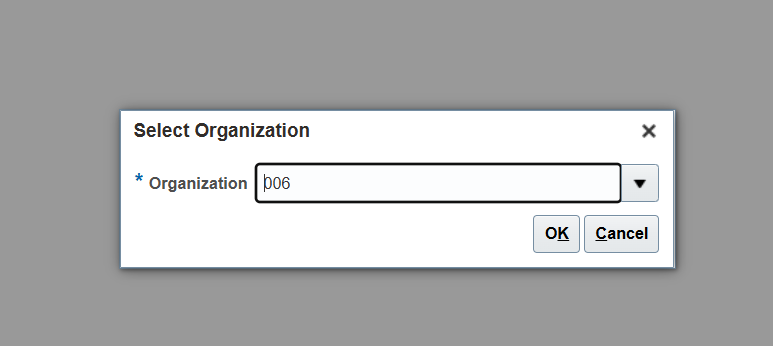 Select Organization
* Organization 006
OK Cancel